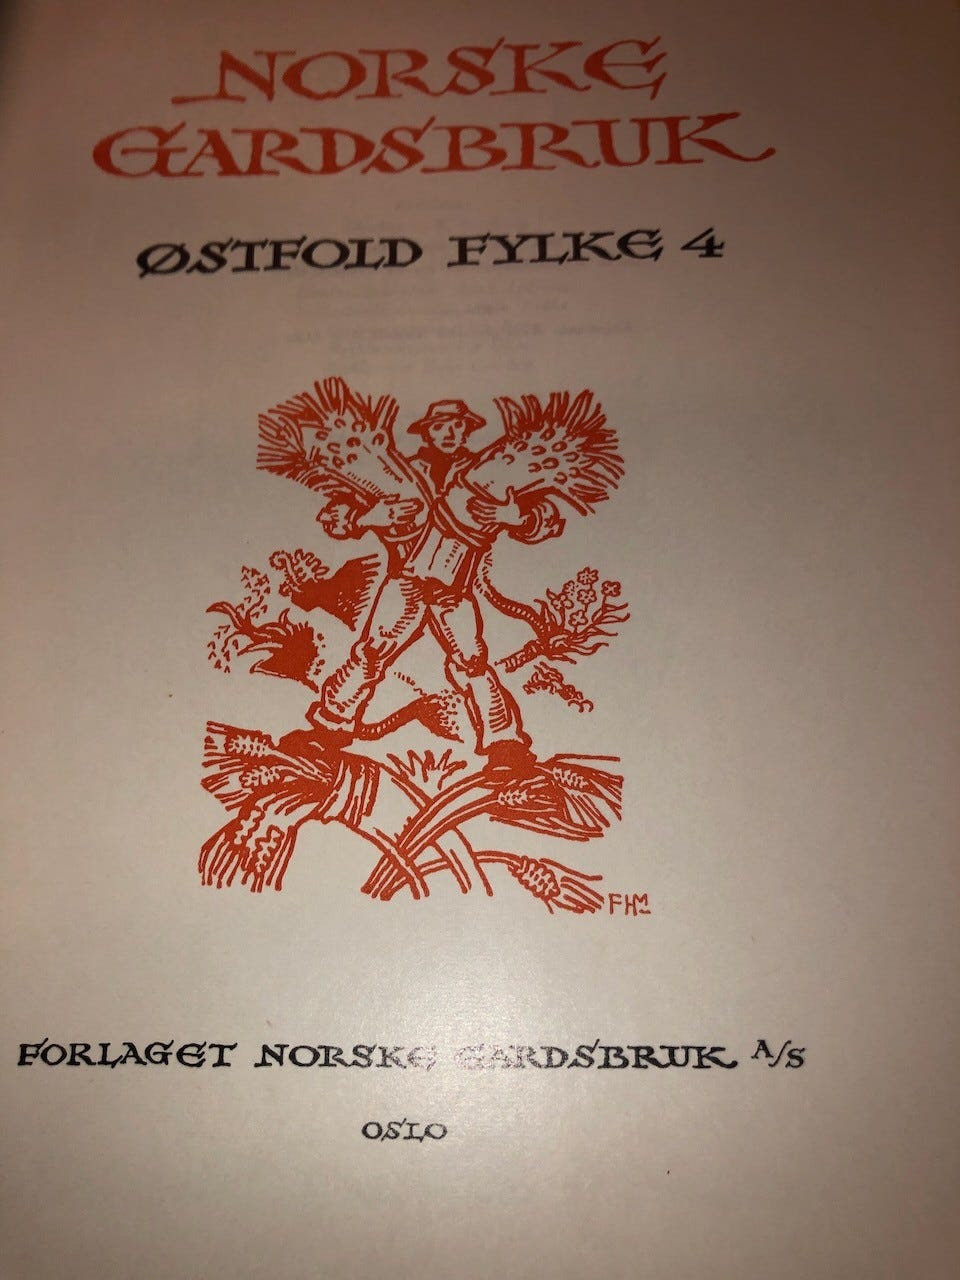 NORSKE
GARDSBRUK
ØSTFOLD FYLKE 4
FHM
FORLAGET NORSKE GARDSBRUK A/S
OSLO